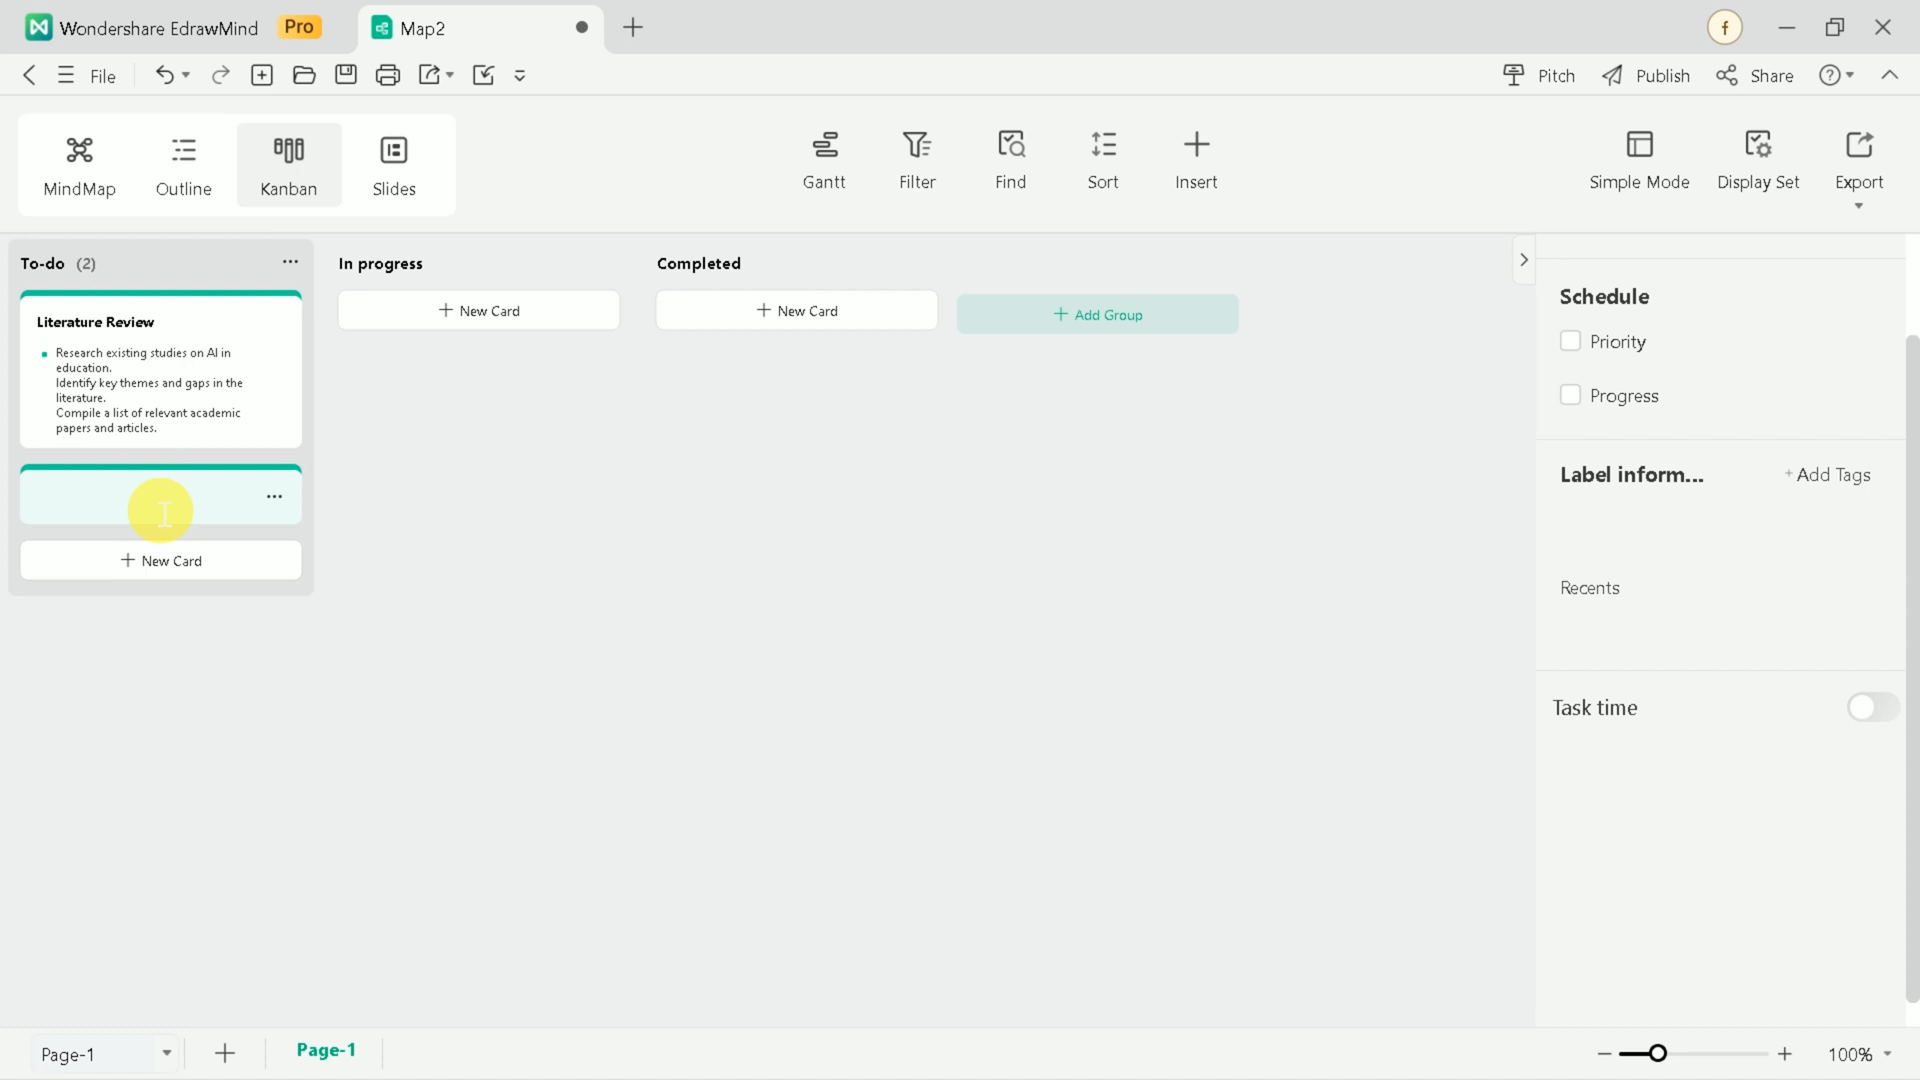 Wondershare EdrawMind Pro Map2 f
File Pitch Publish Share
MindMap Outline Kanban Slides Gantt Filter Find Sort Insert Simple Mode Display Set Export
To-do (2) In progress Completed
+ New Card + New Card + Add Group
Literature Review
Research existing studies on AI in
education.
Identify key themes and gaps in the
literature.
Compile a list of relevant academic
papers and articles.
+ New Card
Schedule
Priority
Progress
Label inform... + Add Tags
Recents
Task time
Page-1 Page-1 100%